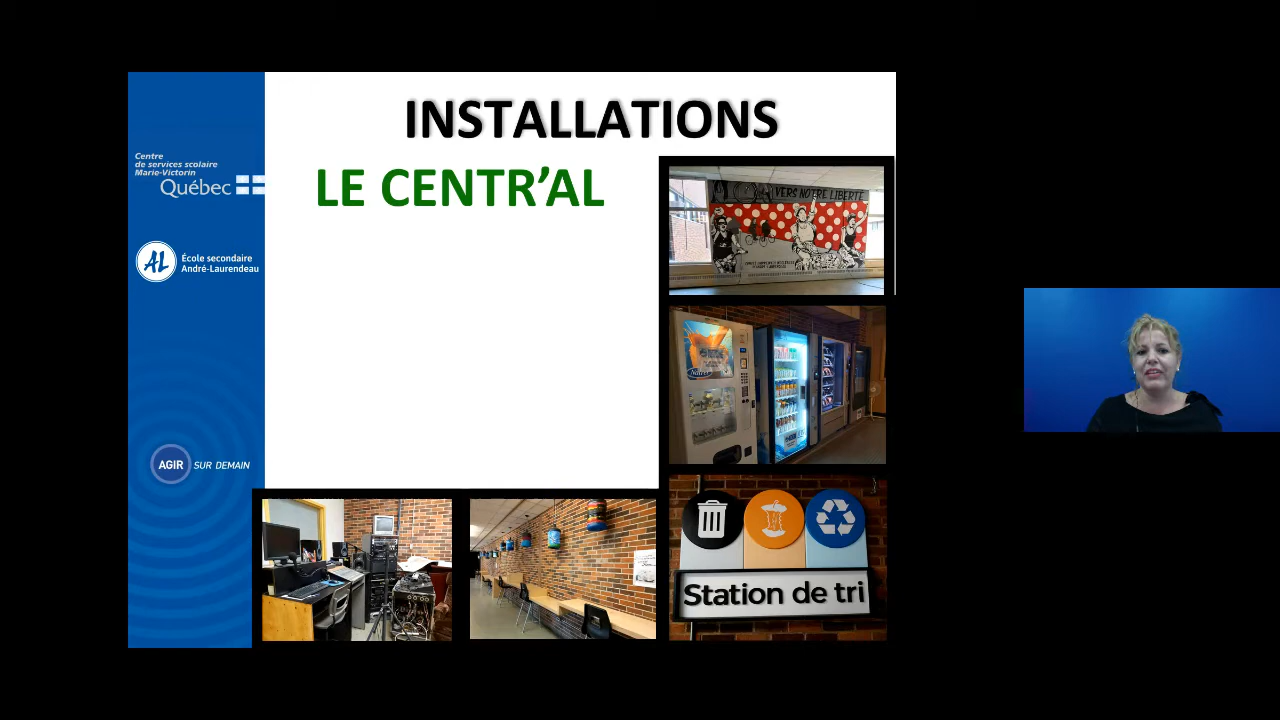 INSTALLATIONS
LE CENTR'AL
Centre
de services scolaire
Marie-Victorin
Québec
AL
École secondaire
André-Laurendeau
AGIR SUR DEMAIN
VERS NOTRE LIBERTÉ
Station de tri